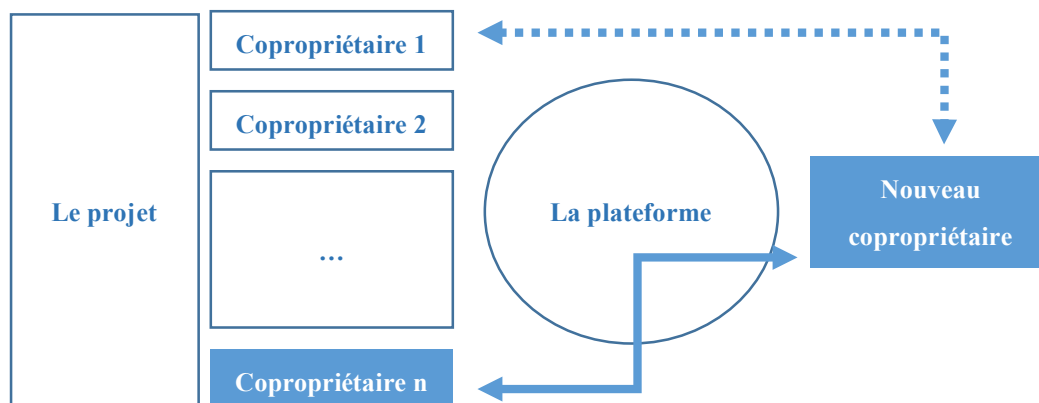 Copropriétaire 1
Copropriétaire 2
Le projet
...
Copropriétaire n
La plateforme
Nouveau
copropriétaire